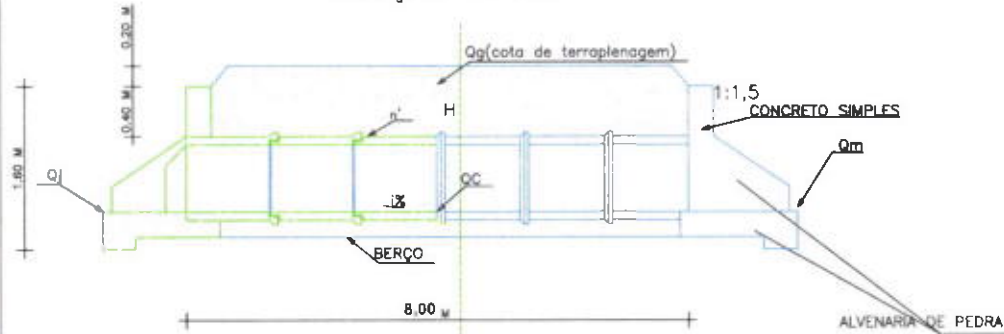 0.20 M
Qg(cota de terraplenagem)
0.40 M
1:1,5
H
CONCRETO SIMPLES
n'
1.60 M
Qm
Qj
QC
i%
BERÇO
8.00 M
ALVENARIA DE PEDRA